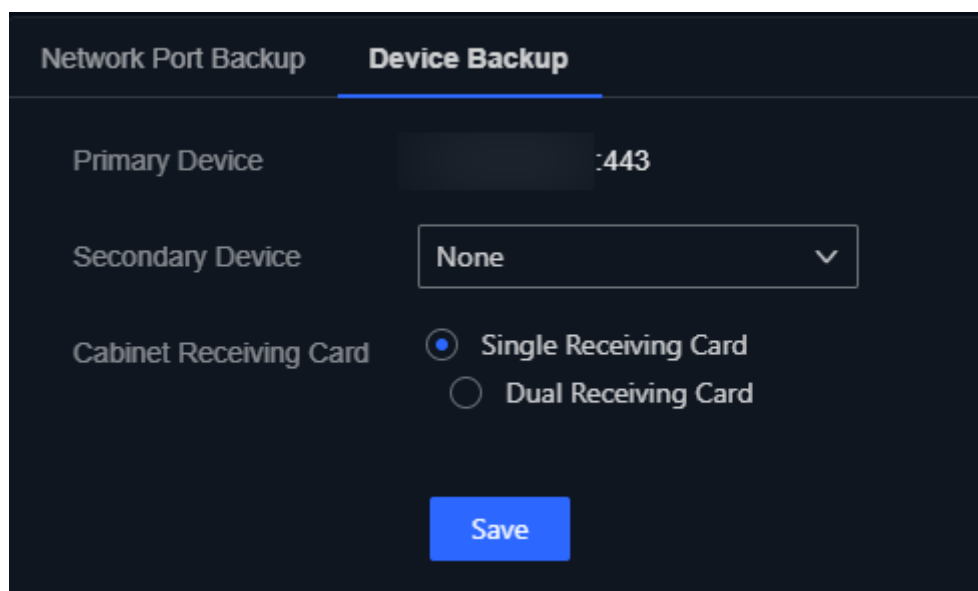 Network Port Backup Device Backup
Primary Device :443
Secondary Device None
Cabinet Receiving Card Single Receiving Card
Dual Receiving Card
Save